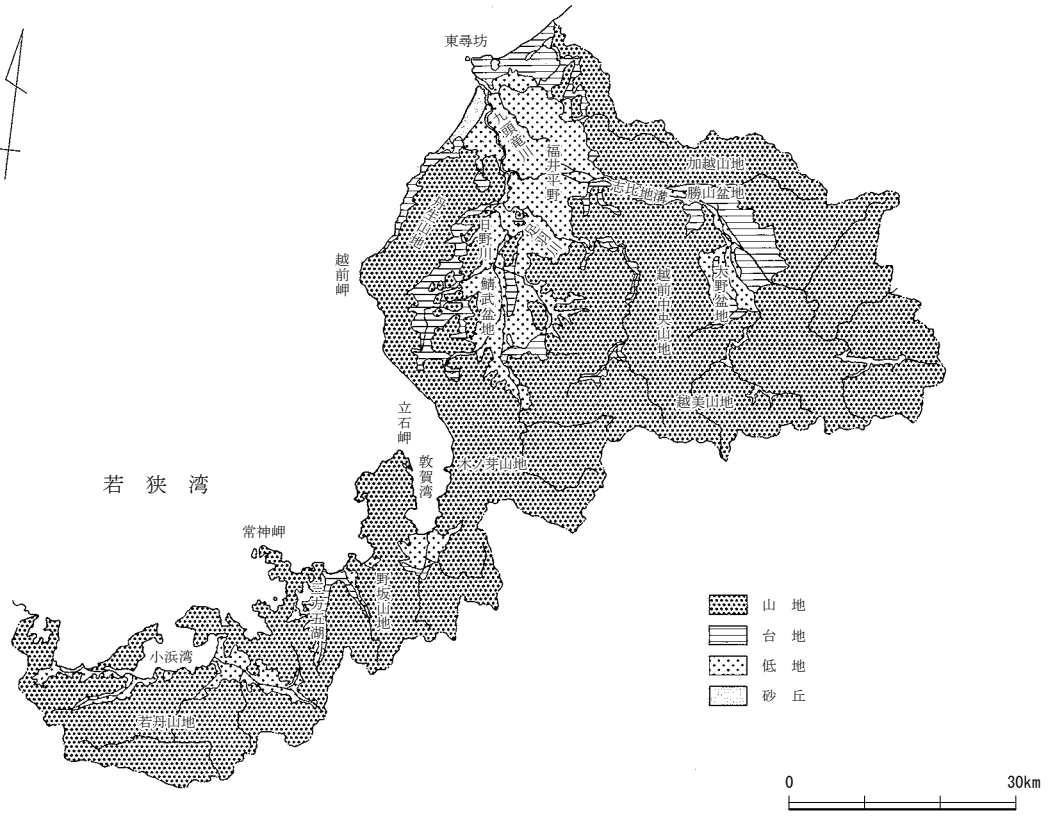 東尋坊
九頭竜川
福井平野
加越山地
志比地溝
勝山盆地
丹生山地
日野川
足羽川
越前岬
鯖武盆地
越前中央山地
大野盆地
越美山地
立石岬
敦賀湾
木ノ芽山地
若狭湾
常神岬
三方五湖
野坂山地
小浜湾
若丹山地
山地
台地
低地
砂丘
0 30km